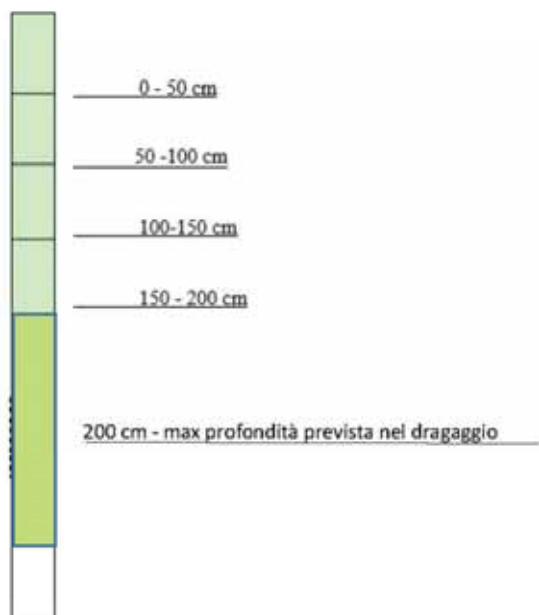 0 - 50 cm
50 -100 cm
100-150 cm
150 - 200 cm
200 cm - max profondità prevista nel dragaggio